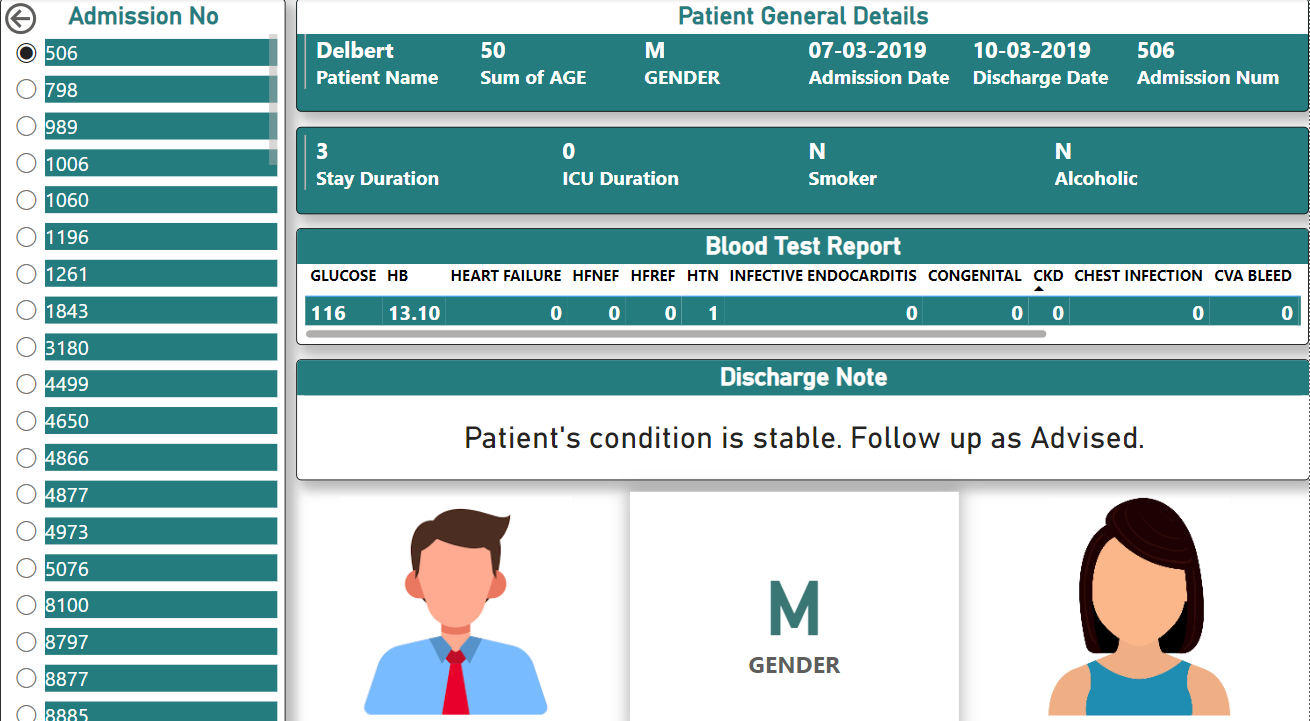 Admission No
506
798
989
1006
1060
1196
1261
1843
3180
4499
4650
4866
4877
4973
5076
8100
8797
8877
8885
Patient General Details
Delbert 50 M 07-03-2019 10-03-2019 506
Patient Name Sum of AGE GENDER Admission Date Discharge Date Admission Num
3 0 N N
Stay Duration ICU Duration Smoker Alcoholic
Blood Test Report
GLUCOSE HB HEART FAILURE HFNEF HFREF HTN INFECTIVE ENDOCARDITIS CONGENITAL CKD CHEST INFECTION CVA BLEED
116 13.10 0 0 0 1 0 0 0 0 0
Discharge Note
Patient's condition is stable. Follow up as Advised.
M
GENDER